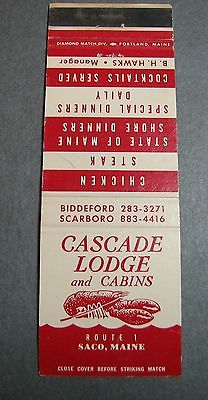 DIAMOND MATCH DIV. PORTLAND, MAINE
B. H. HAWKS • Manager
COCKTAILS SERVED
DAILY
SPECIAL DINNERS
SHORE DINNERS
STATE OF MAINE
STEAK
CHICKEN
BIDDEFORD 283-3271
SCARBORO 883-4416
CASCADE
LODGE
and CABINS
ROUTE 1
SACO, MAINE
CLOSE COVER BEFORE STRIKING MATCH